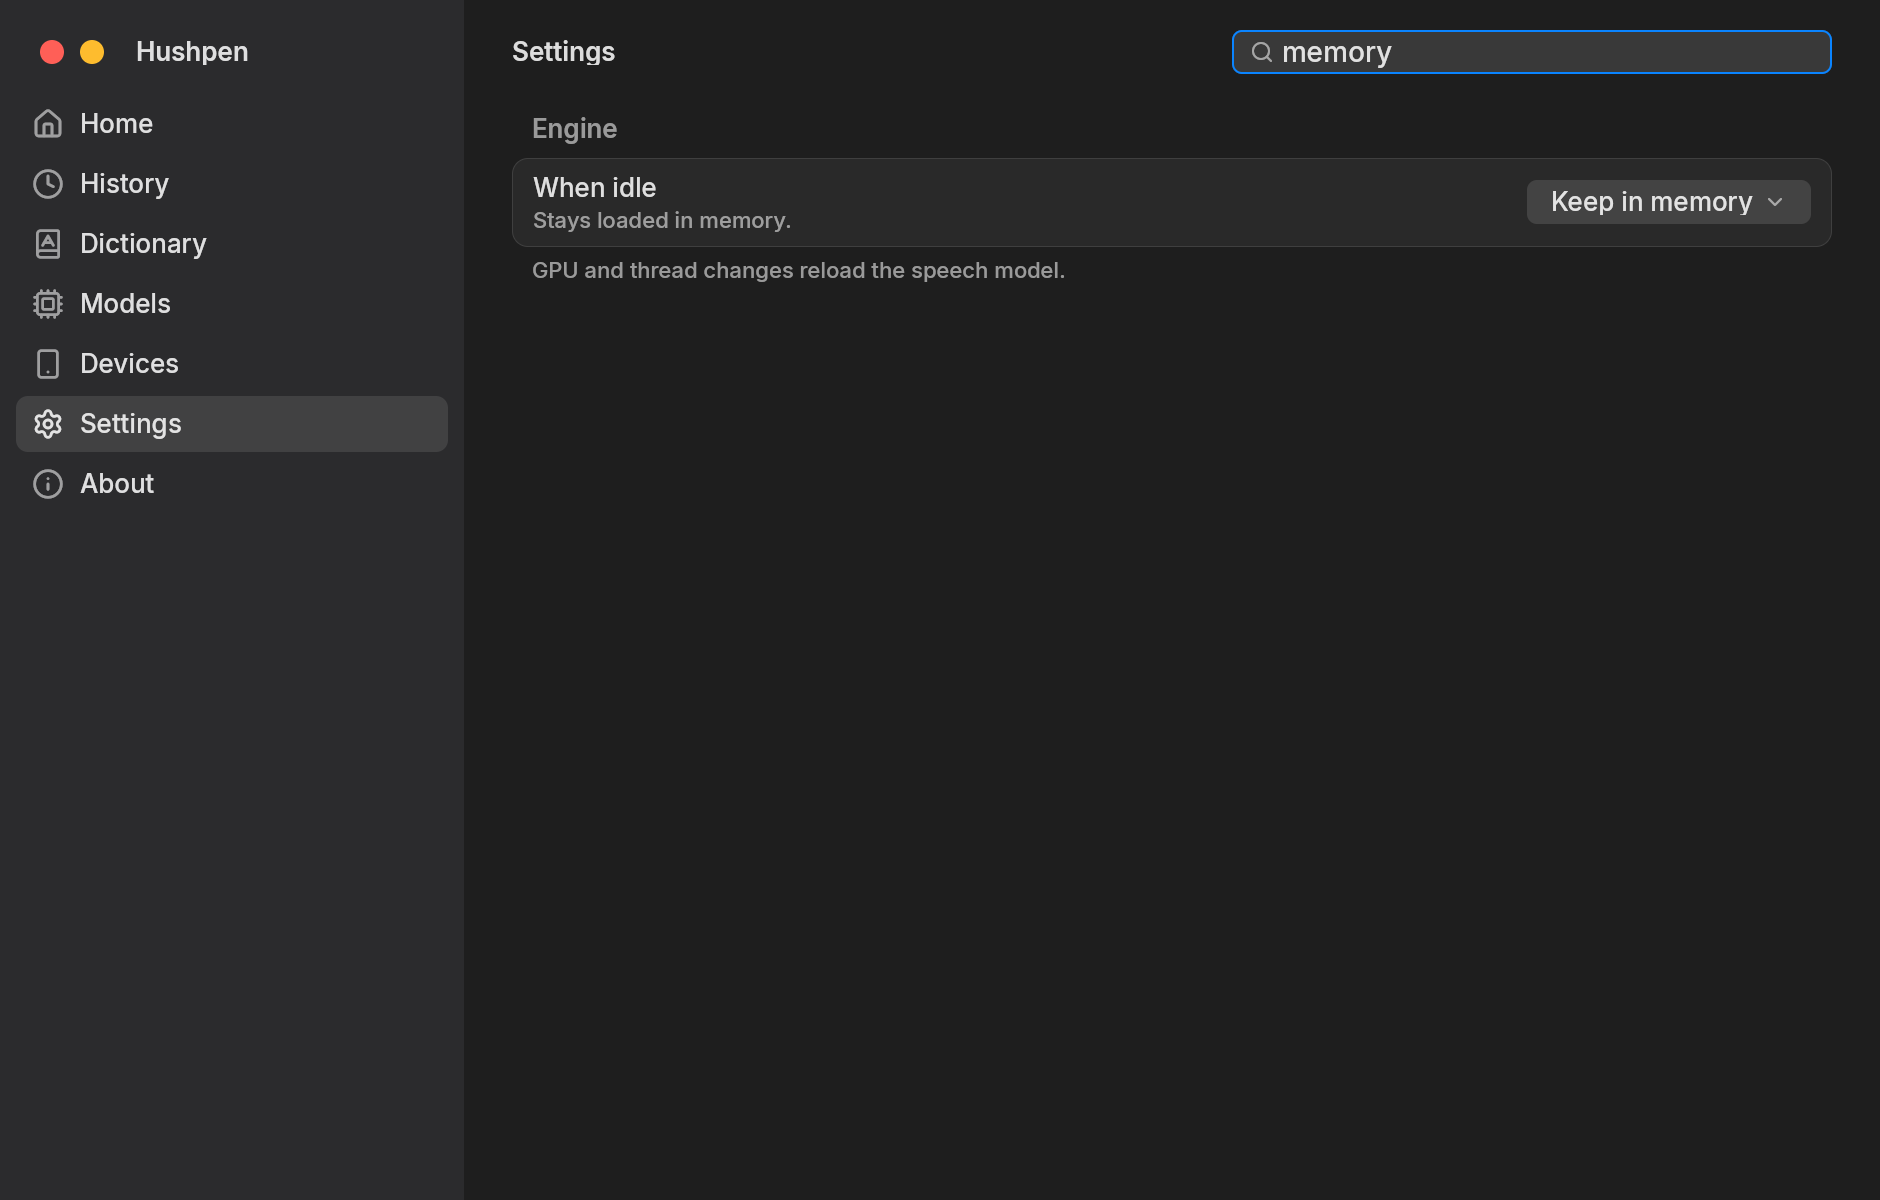 Hushpen
Home
History
Dictionary
Models
Devices
Settings
About
Settings
memory
Engine
When idle
Stays loaded in memory.
Keep in memory
GPU and thread changes reload the speech model.